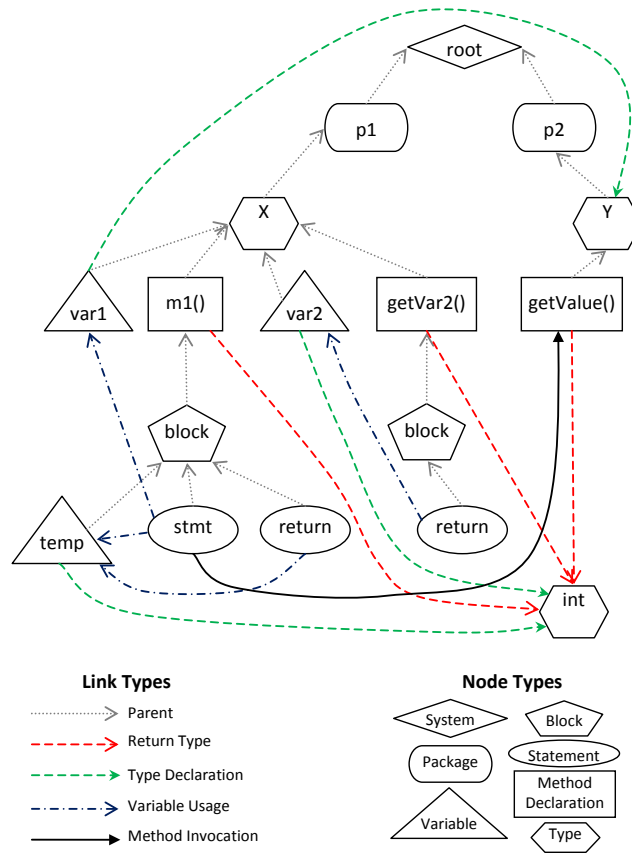 root
p1
p2
X
Y
var1
m1()
var2
getVar2()
getValue()
block
block
temp
stmt
return
return
int
Link Types
Parent
Return Type
Type Declaration
Variable Usage
Method Invocation
Node Types
System
Block
Package
Statement
Method
Declaration
Variable
Type